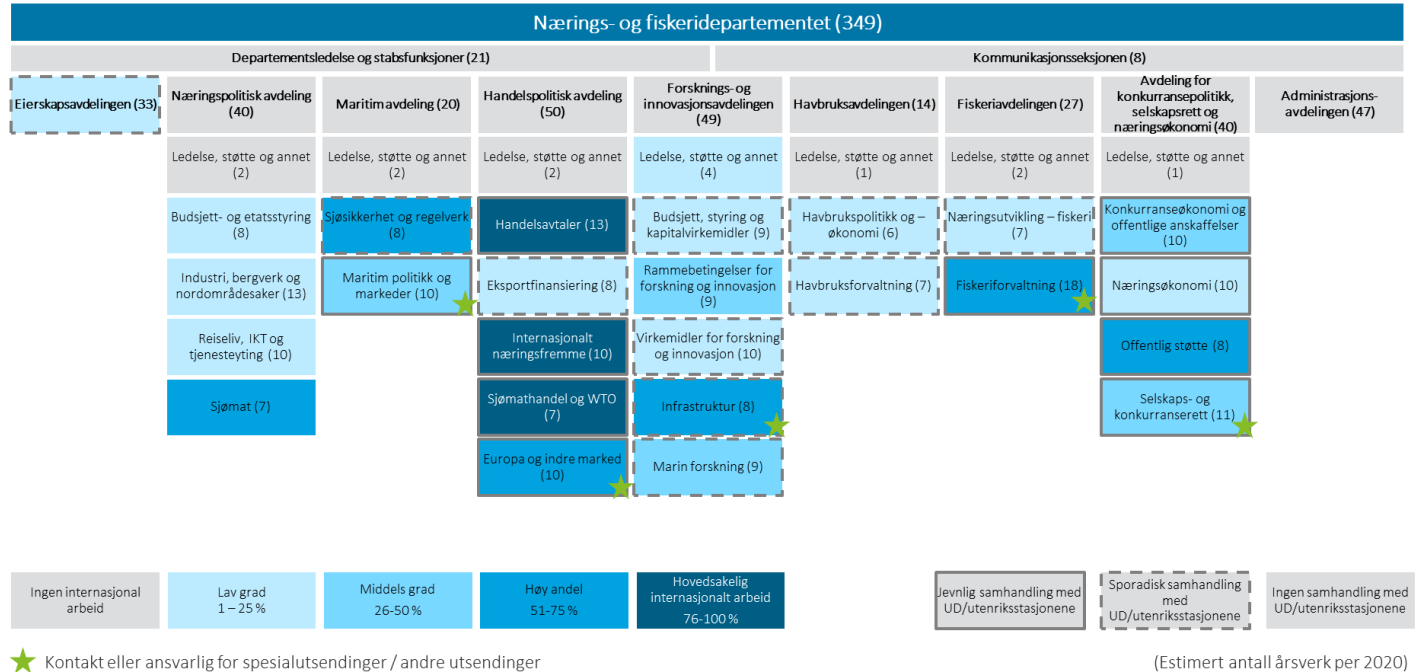 Nærings- og fiskeridepartementet (349)
Departementsledelse og stabsfunksjoner (21)
Kommunikasjonsseksjonen (8)
Eierskapsavdelingen (33)
Næringspolitisk avdeling
(40)
Maritim avdeling (20)
Handelspolitisk avdeling
(50)
Forsknings- og
innovasjonsavdelingen
(49)
Havbruksavdelingen (14)
Fiskeriavdelingen (27)
Avdeling for
konkurransepolitikk,
selskapsrett og
næringsøkonomi (40)
Administrasjons-
avdelingen (47)
Ledelse, støtte og annet
(2)
Ledelse, støtte og annet
(2)
Ledelse, støtte og annet
(2)
Ledelse, støtte og annet
(4)
Ledelse, støtte og annet
(1)
Ledelse, støtte og annet
(2)
Ledelse, støtte og annet
(1)
Budsjett- og etatsstyring
(8)
Sjøsikkerhet og regelverk
(8)
Handelsavtaler (13)
Budsjett, styring og
kapitalvirkemidler (9)
Havbrukspolitikk og –
økonomi (6)
Næringsutvikling – fiskeri
(7)
Konkurranseøkonomi og
offentlige anskaffelser
(10)
Industri, bergverk og
nordområdesaker (13)
Maritim politikk og
markeder (10)
Eksportfinansiering (8)
Rammebetingelser for
forskning og innovasjon
(9)
Havbruksforvaltning (7)
Fiskeriforvaltning (18)
Næringsøkonomi (10)
Reiseliv, IKT og
tjenesteyting (10)
Internasjonalt
næringsfremme (10)
Virkemidler for forskning
og innovasjon (10)
Offentlig støtte (8)
Sjømat (7)
Sjømathandel og WTO
(7)
Infrastruktur (8)
Selskaps- og
konkurranserett (11)
Europa og indre marked
(10)
Marin forskning (9)
Ingen internasjonal
arbeid
Lav grad
1 – 25 %
Middels grad
26-50 %
Høy andel
51-75 %
Hovedsakelig
internasjonalt arbeid
76-100 %
Jevnlig samhandling med
UD/utenriksstasjonene
Sporadisk samhandling
med
UD/utenriksstasjonene
Ingen samhandling med
UD/utenriksstasjonene
Kontakt eller ansvarlig for spesialutsendinger / andre utsendinger
(Estimert antall årsverk per 2020)